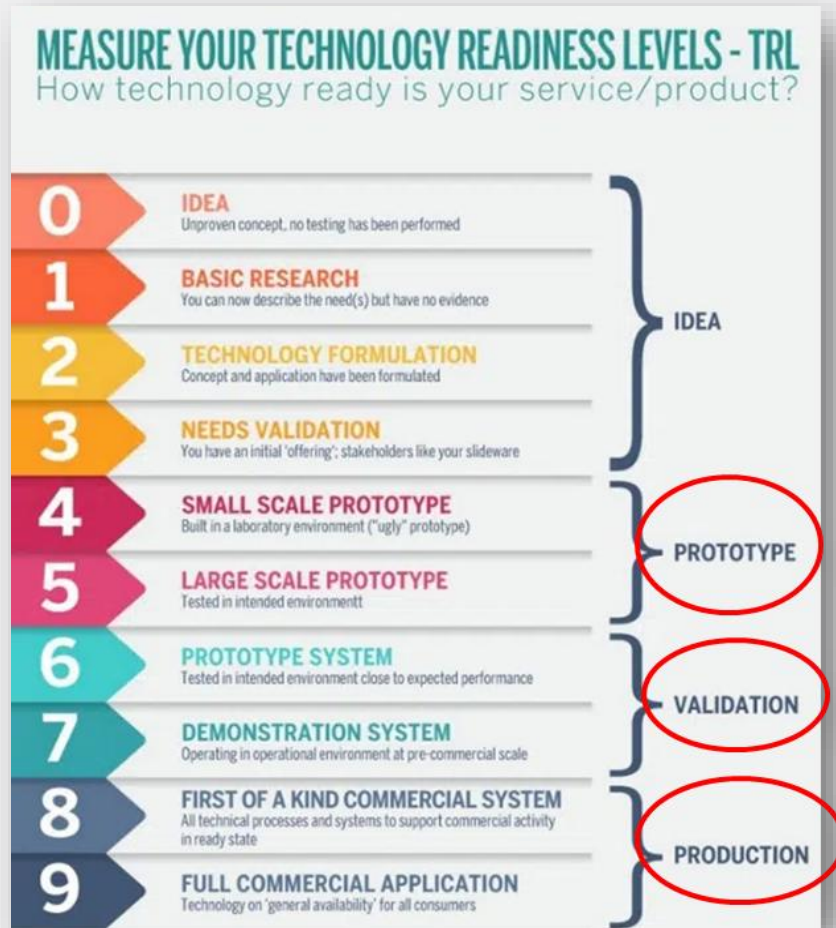 MEASURE YOUR TECHNOLOGY READINESS LEVELS - TRL
How technology ready is your service/product?
0
IDEA
Unproven concept, no testing has been performed
1
BASIC RESEARCH
You can now describe the need(s) but have no evidence
2
TECHNOLOGY FORMULATION
Concept and application have been formulated
3
NEEDS VALIDATION
You have an initial 'offering'; stakeholders like your slideware
IDEA
4
SMALL SCALE PROTOTYPE
Built in a laboratory environment ("ugly" prototype)
5
LARGE SCALE PROTOTYPE
Tested in intended environmentt
PROTOTYPE
6
PROTOTYPE SYSTEM
Tested in intended environment close to expected performance
7
DEMONSTRATION SYSTEM
Operating in operational environment at pre-commercial scale
VALIDATION
8
FIRST OF A KIND COMMERCIAL SYSTEM
All technical processes and systems to support commercial activity
in ready state
9
FULL COMMERCIAL APPLICATION
Technology on 'general availability' for all consumers
PRODUCTION